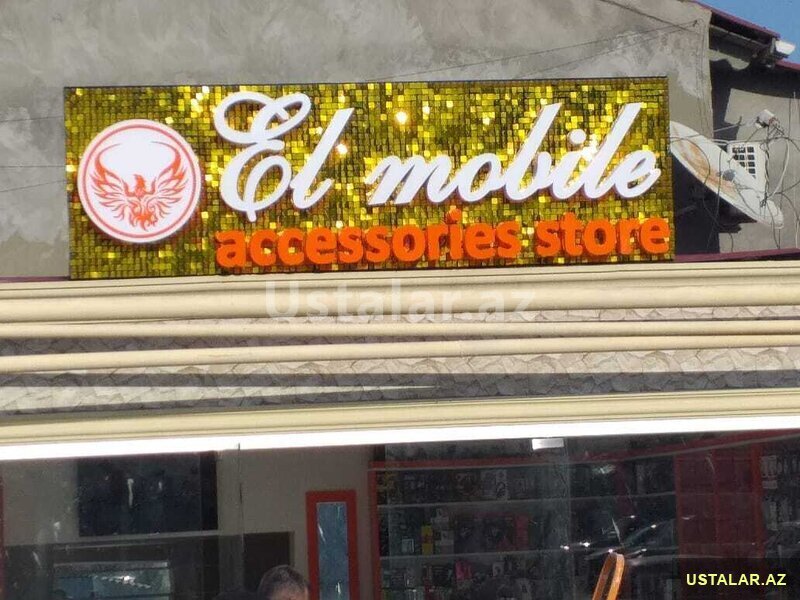 El mobile
accessories store
Ustalar.az
USTALAR.AZ